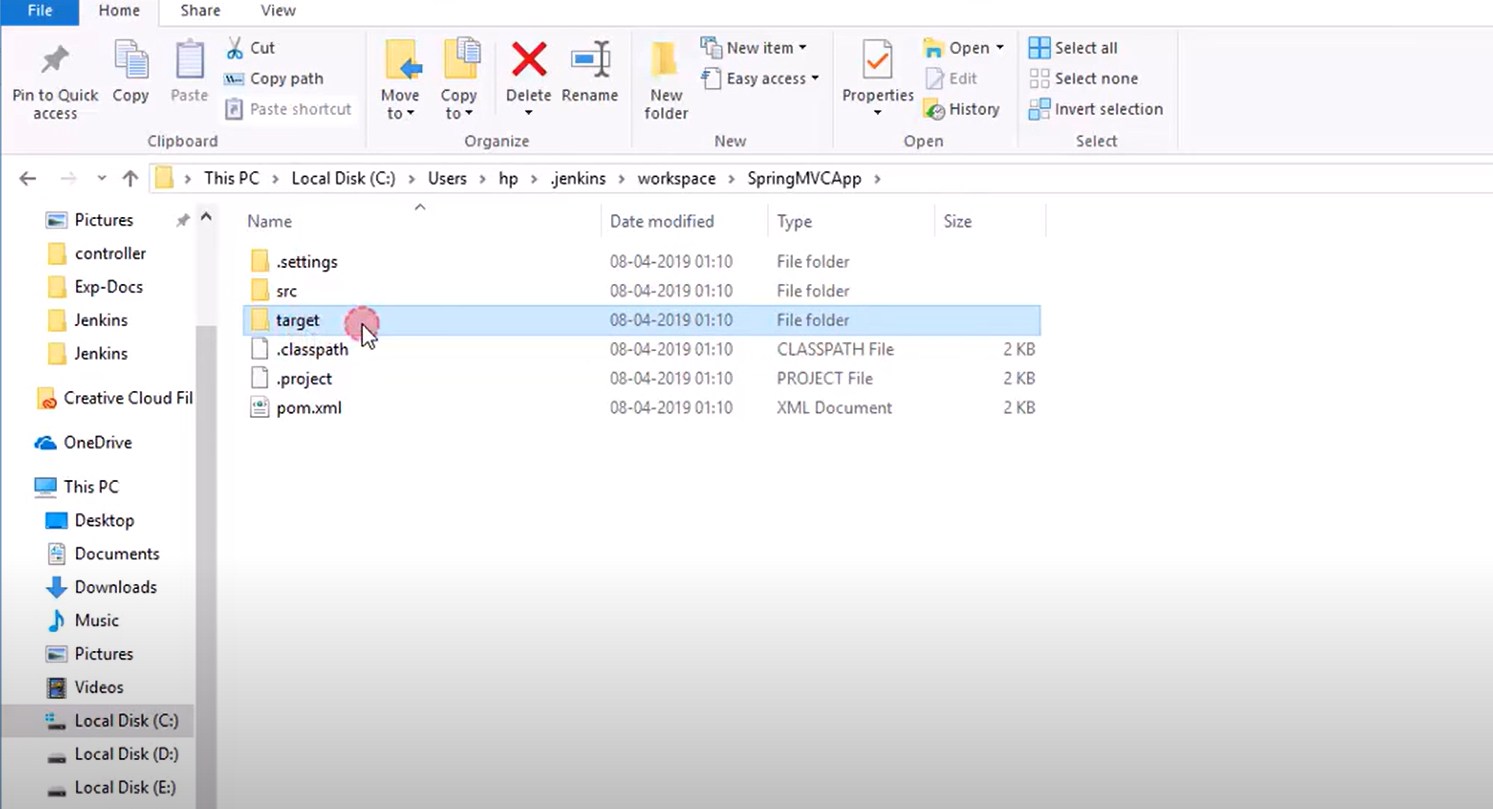 File Home Share View
Pin to Quick access
Copy
Paste
Cut
Copy path
Paste shortcut
Clipboard
Move to
Copy to
Delete
Rename
Organize
New folder
New item
Easy access
New
Properties
Open
Edit
History
Open
Select all
Select none
Invert selection
Select
This PC > Local Disk (C:) > Users > hp > .jenkins > workspace > SpringMVCApp >
Pictures
controller
Exp-Docs
Jenkins
Jenkins
Creative Cloud Fil
OneDrive
This PC
Desktop
Documents
Downloads
Music
Pictures
Videos
Local Disk (C:)
Local Disk (D:)
Local Disk (E:)
Name Date modified Type Size
.settings 08-04-2019 01:10 File folder
src 08-04-2019 01:10 File folder
target 08-04-2019 01:10 File folder
.classpath 08-04-2019 01:10 CLASSPATH File 2 KB
.project 08-04-2019 01:10 PROJECT File 2 KB
pom.xml 08-04-2019 01:10 XML Document 2 KB